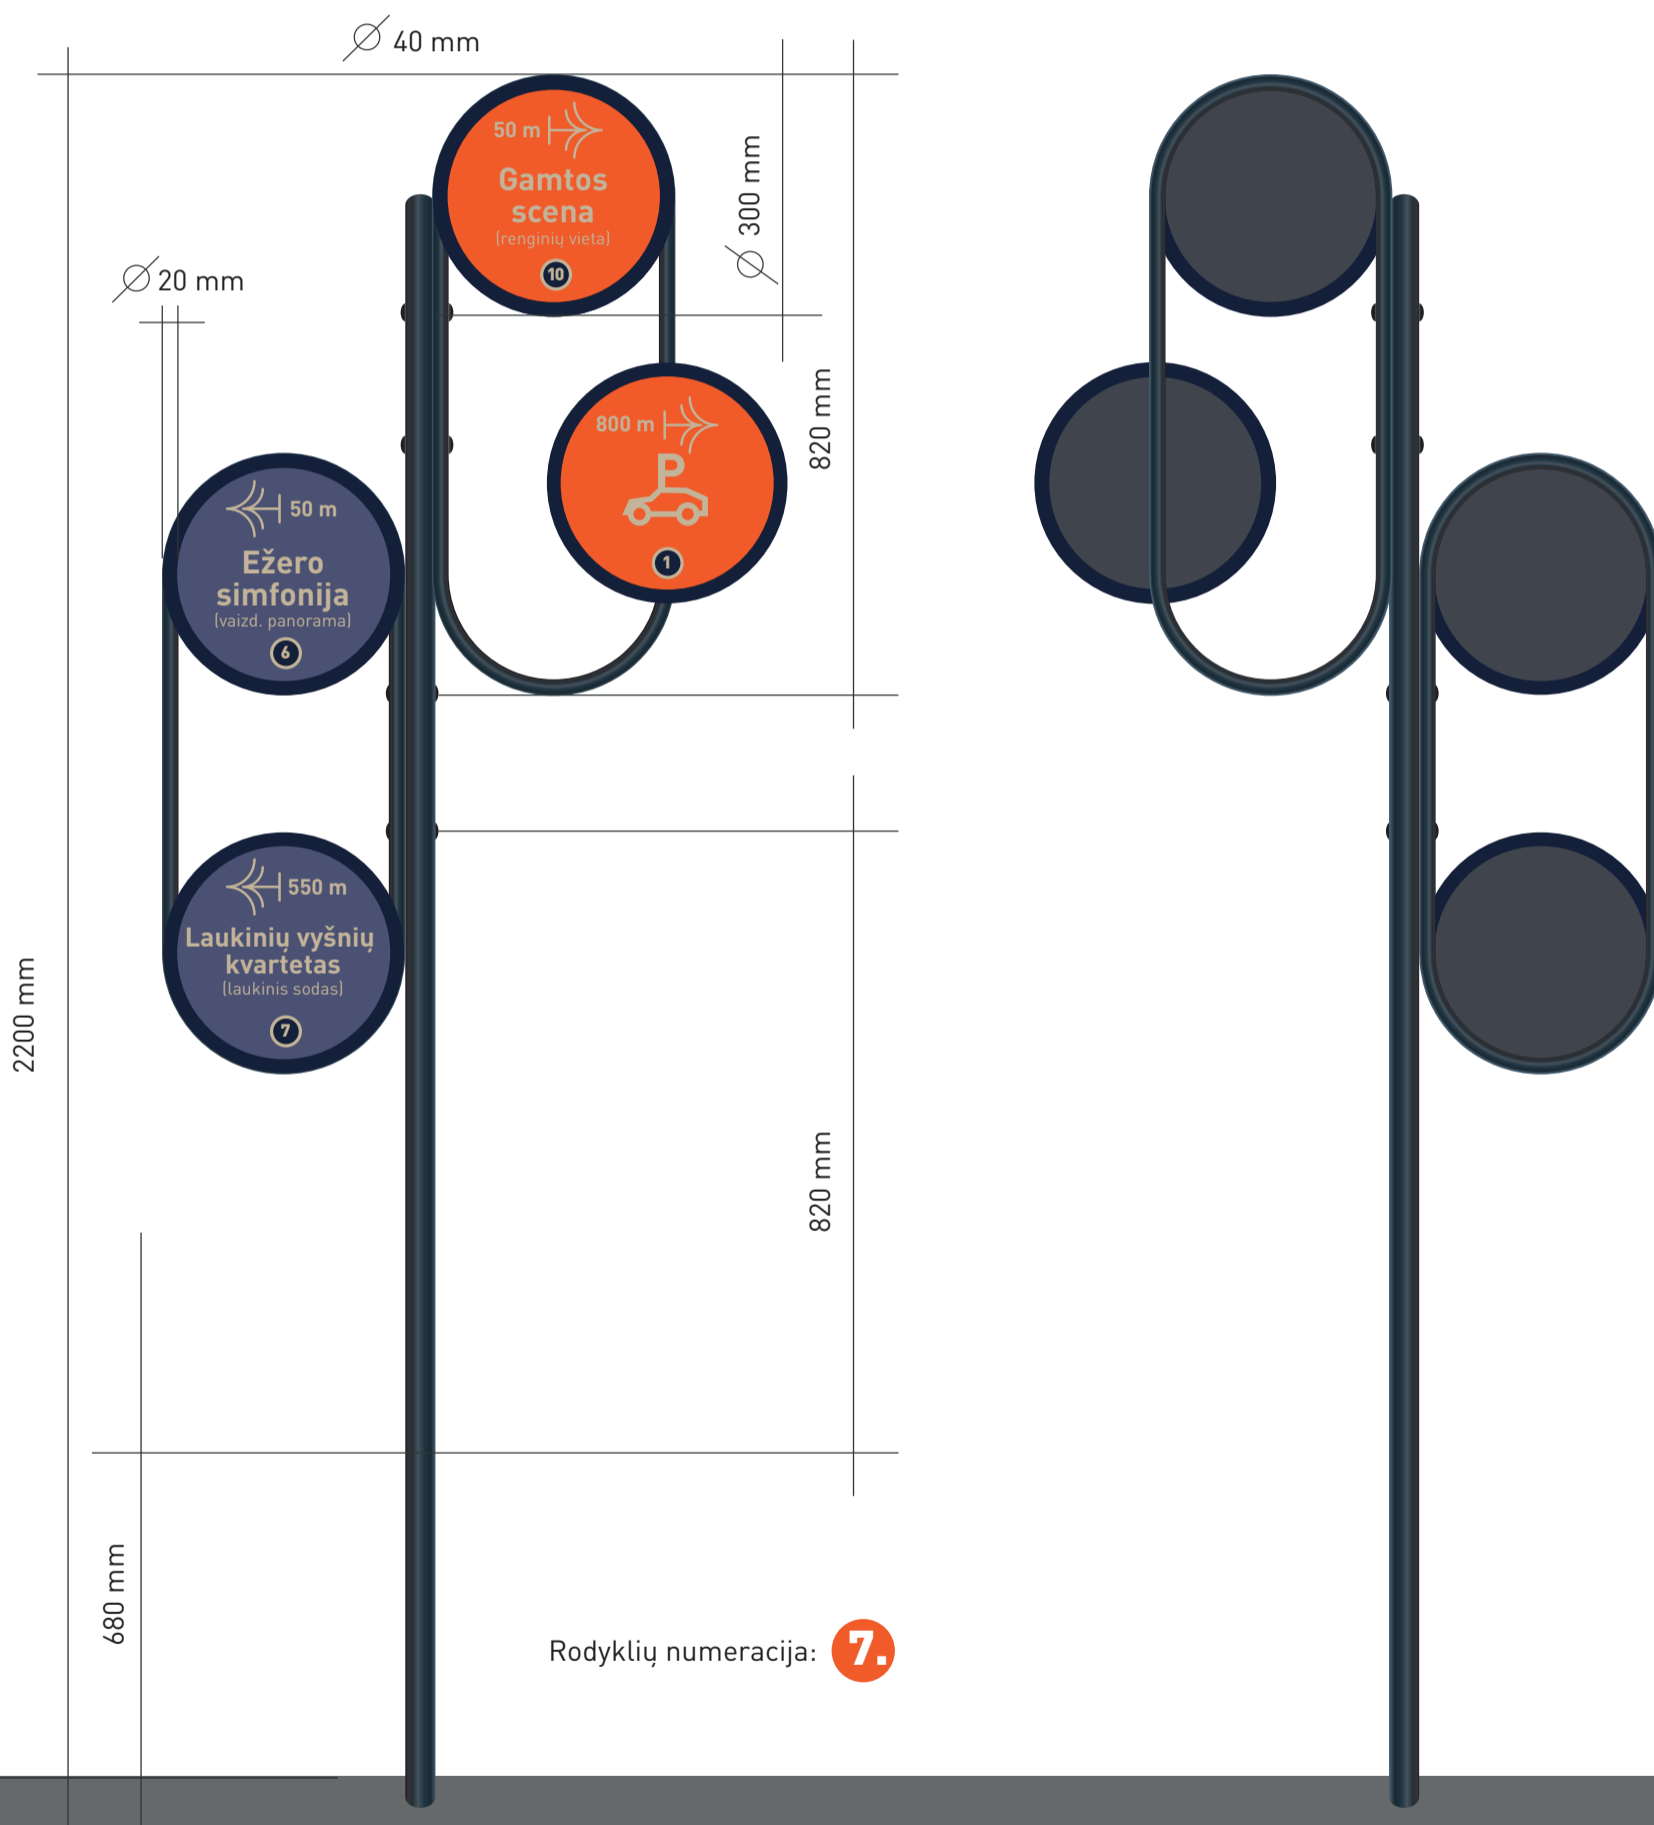 40 mm
50 m
Gamtos
scena
(renginių vieta)
10
300 mm
20 mm
800 m
P
1
820 mm
50 m
Ežero
simfonija
(vaizd. panorama)
6
550 m
Laukinių vyšnių
kvartetas
(laukinis sodas)
7
2200 mm
820 mm
680 mm
Rodyklių numeracija: 7.